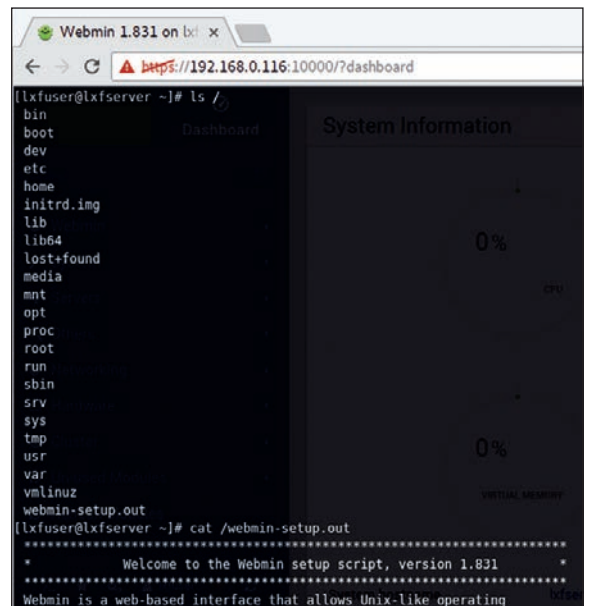 Webmin 1.831 on lxf
https://192.168.0.116:10000/?dashboard
[lxfuser@lxfserver ~]# ls /
bin
boot
dev
etc
home
initrd.img
lib
lib64
lost+found
media
mnt
opt
proc
root
run
sbin
srv
sys
tmp
usr
var
vmlinuz
webmin-setup.out
[lxfuser@lxfserver ~]# cat /webmin-setup.out
***********************************************************************
* Welcome to the Webmin setup script, version 1.831 *
***********************************************************************
Webmin is a web-based interface that allows Unix-like operating
Dashboard
System Information
0%
CPU
0%
VIRTUAL MEMORY